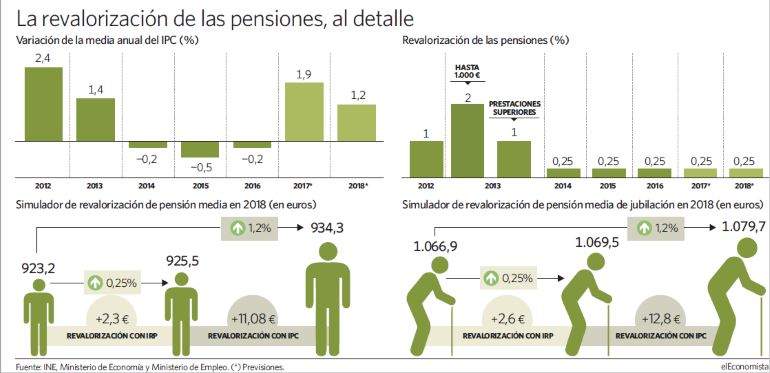 La revalorización de las pensiones, al detalle
Variación de la media anual del IPC (%)
2,4
1,4
−0,2
−0,5
−0,2
1,9
1,2
2012 2013 2014 2015 2016 2017* 2018*
Revalorización de las pensiones (%)
HASTA
1.000 €
PRESTACIONES
SUPERIORES
1
2
1
0,25 0,25 0,25 0,25 0,25
2012 2013 2014 2015 2016 2017* 2018*
Simulador de revalorización de pensión media en 2018 (en euros)
1,2%
934,3
923,2
925,5
0,25%
+2,3 €
+11,08 €
REVALORIZACIÓN CON IRP
REVALORIZACIÓN CON IPC
Simulador de revalorización de pensión media de jubilación en 2018 (en euros)
1,2%
1.079,7
1.066,9
1.069,5
0,25%
+2,6 €
+12,8 €
REVALORIZACIÓN CON IRP
REVALORIZACIÓN CON IPC
Fuente: INE, Ministerio de Economía y Ministerio de Empleo. (*) Previsiones.
elEconomista